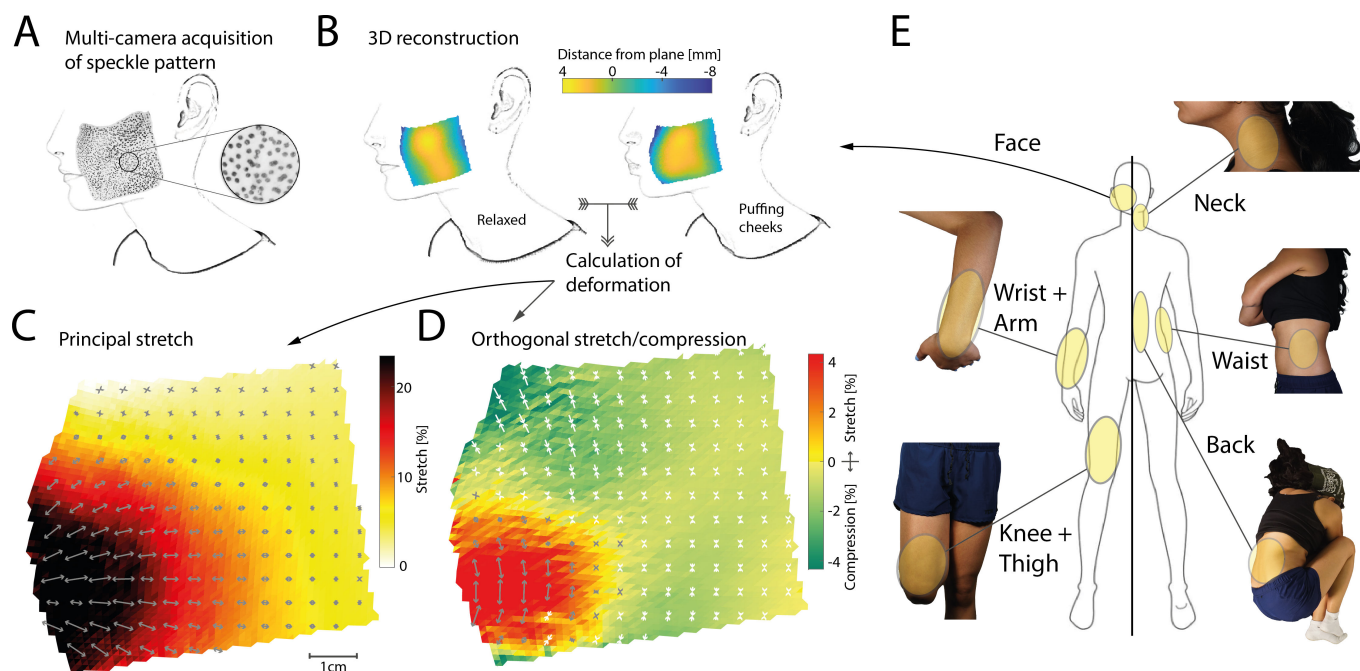 A
Multi-camera acquisition
of speckle pattern
B
3D reconstruction
Distance from plane [mm]
4
0
-4
-8
Relaxed
Puffing
cheeks
Calculation of
deformation
C
Principal stretch
20
10
0
Stretch [%]
1cm
D
Orthogonal stretch/compression
4
2
0
-2
-4
Compression [%]
Stretch [%]
E
Face
Neck
Wrist +
Arm
Waist
Back
Knee +
Thigh